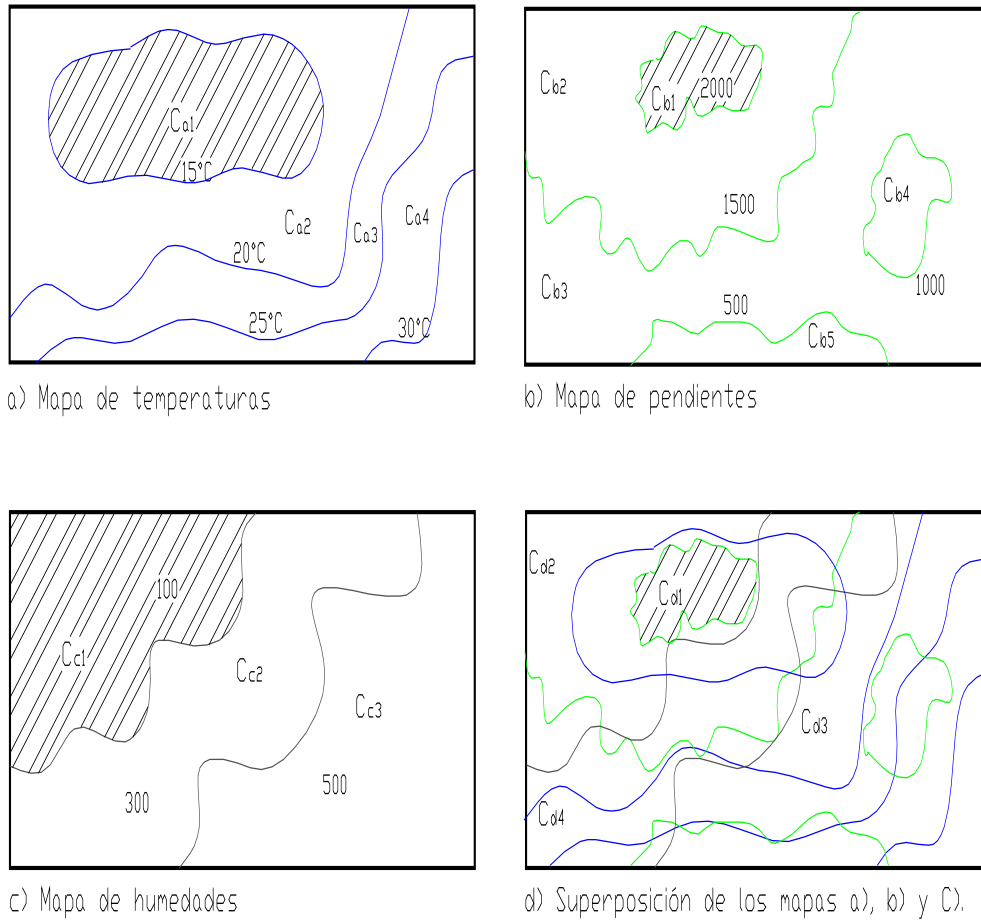 Ca1
15°C
Ca2
Ca3
Ca4
20°C
25°C
30°C
a) Mapa de temperaturas
Cb2
Cb1
2000
Cb4
1500
Cb3
1000
500
Cb5
b) Mapa de pendientes
100
Cc1
Cc2
Cc3
300
500
c) Mapa de humedades
Cd2
Cd1
Cd3
Cd4
d) Superposición de los mapas a), b) y C).